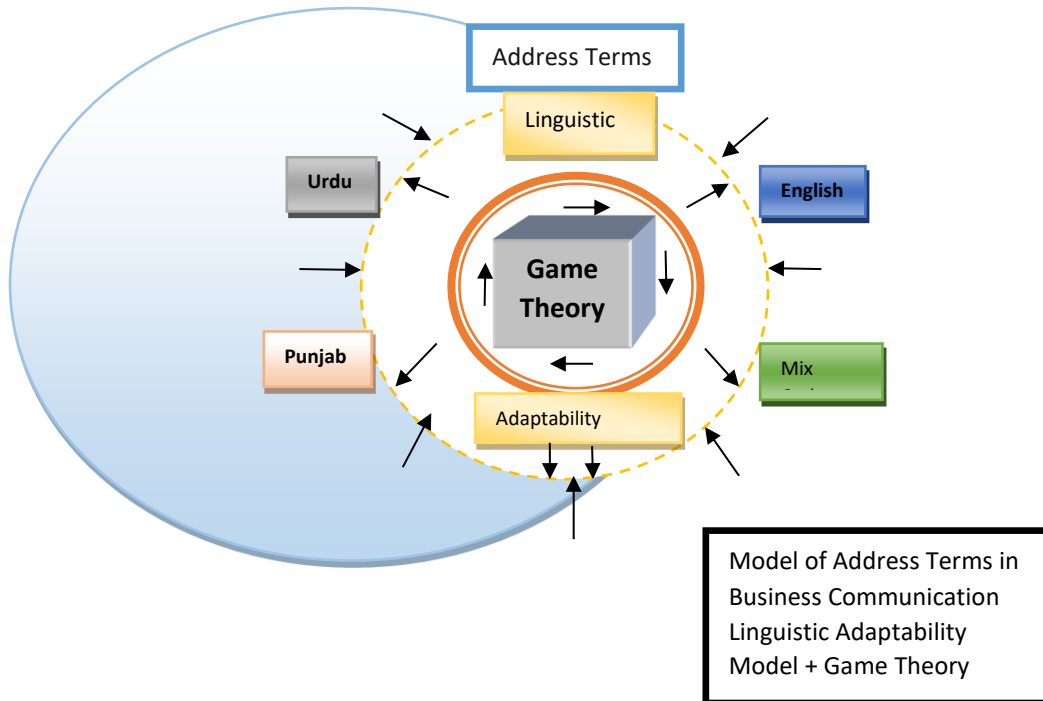 Address Terms
Linguistic
Urdu
English
Game
Theory
Punjab
Mix
Adaptability
Model of Address Terms in
Business Communication
Linguistic Adaptability
Model + Game Theory